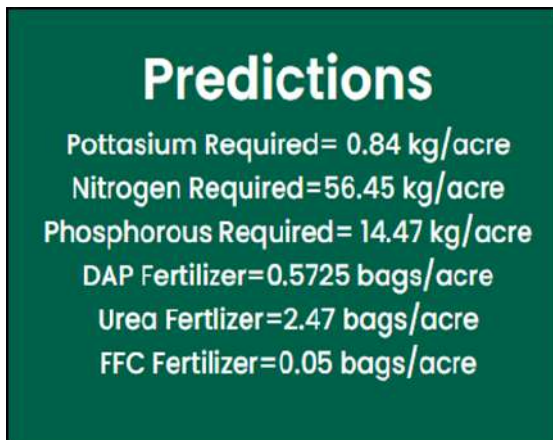 Predictions
Pottasium Required= 0.84 kg/acre
Nitrogen Required=56.45 kg/acre
Phosphorous Required= 14.47 kg/acre
DAP Fertilizer=0.5725 bags/acre
Urea Fertlizer=2.47 bags/acre
FFC Fertilizer=0.05 bags/acre